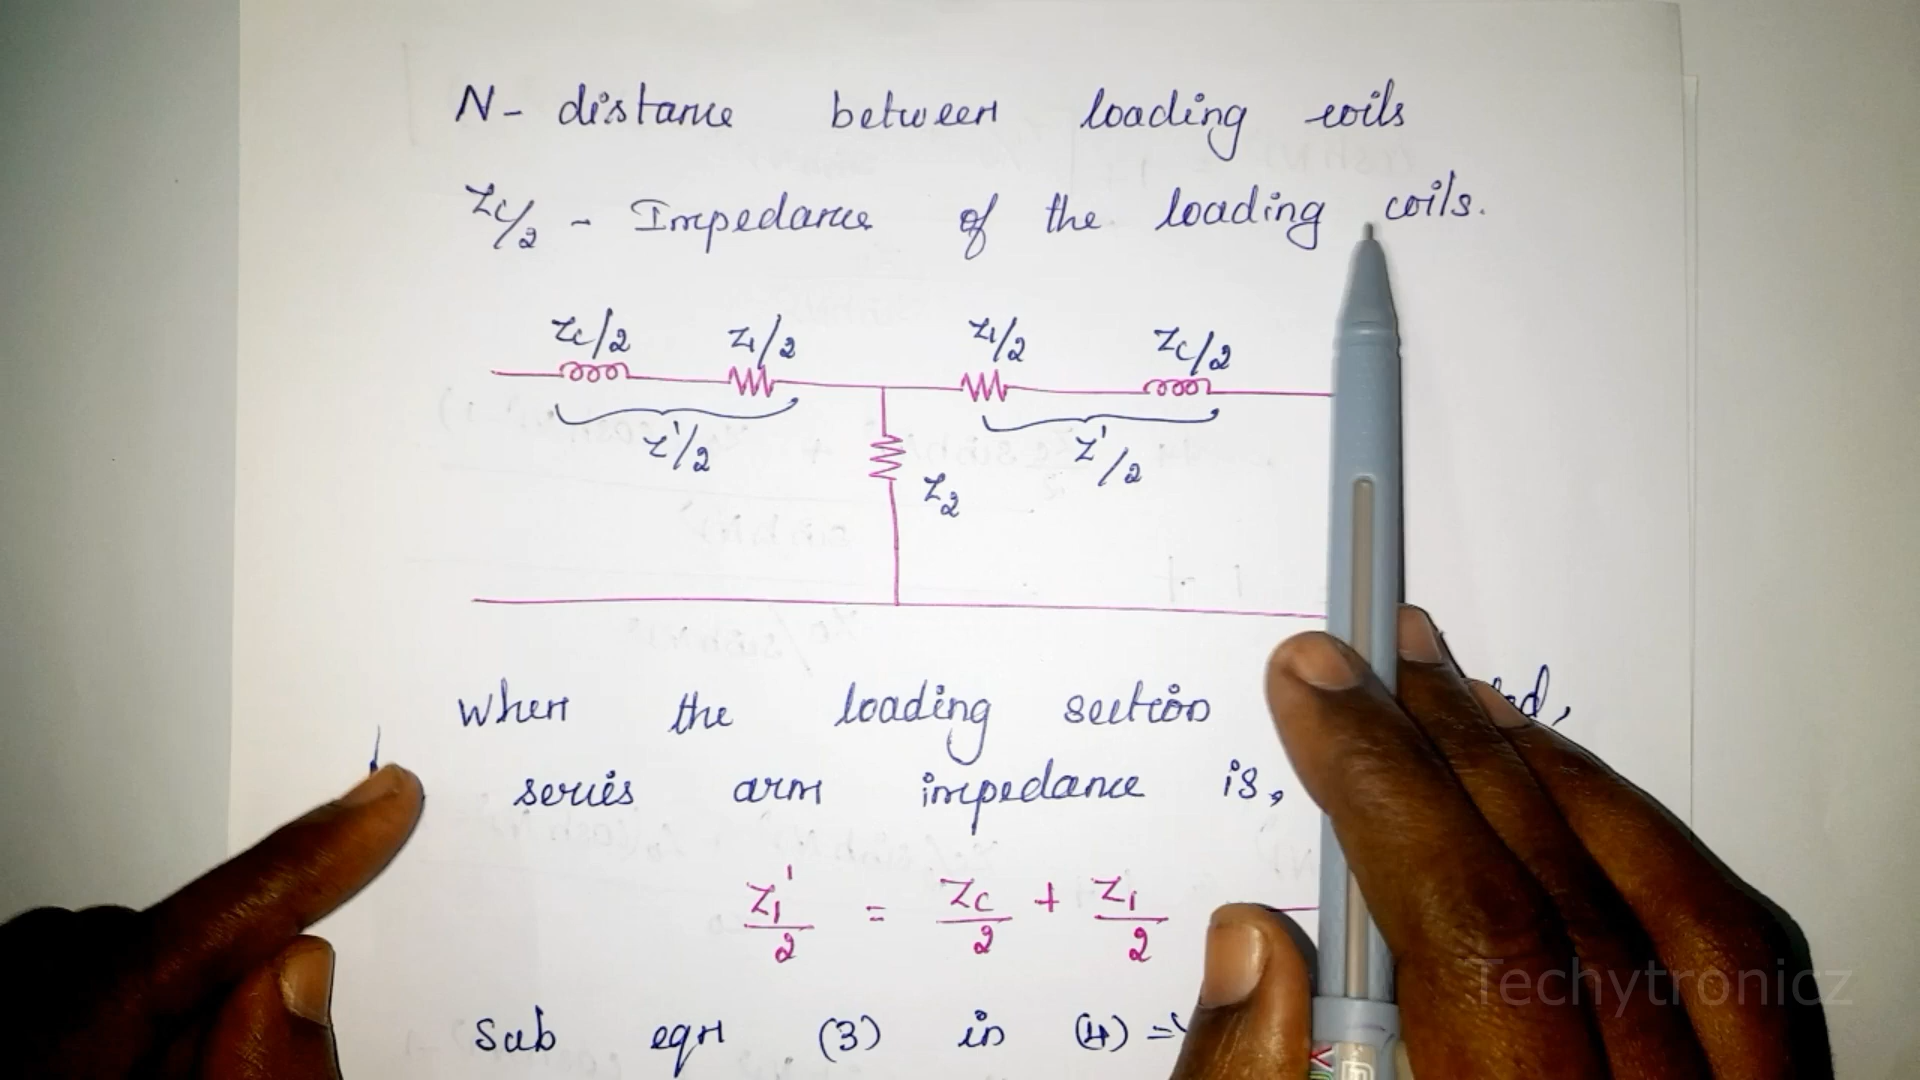 N - distance between loading coils
Zc/2 - Impedance of the loading coils.
Zc/2 Z1/2 Z1/2 Zc/2
Z'/2 Z'/2
Z2
When the loading section
series arm impedance is,
Z1'/2 = Zc/2 + Z1/2
Techytronicz
Sub eqn (3) in (4) =>